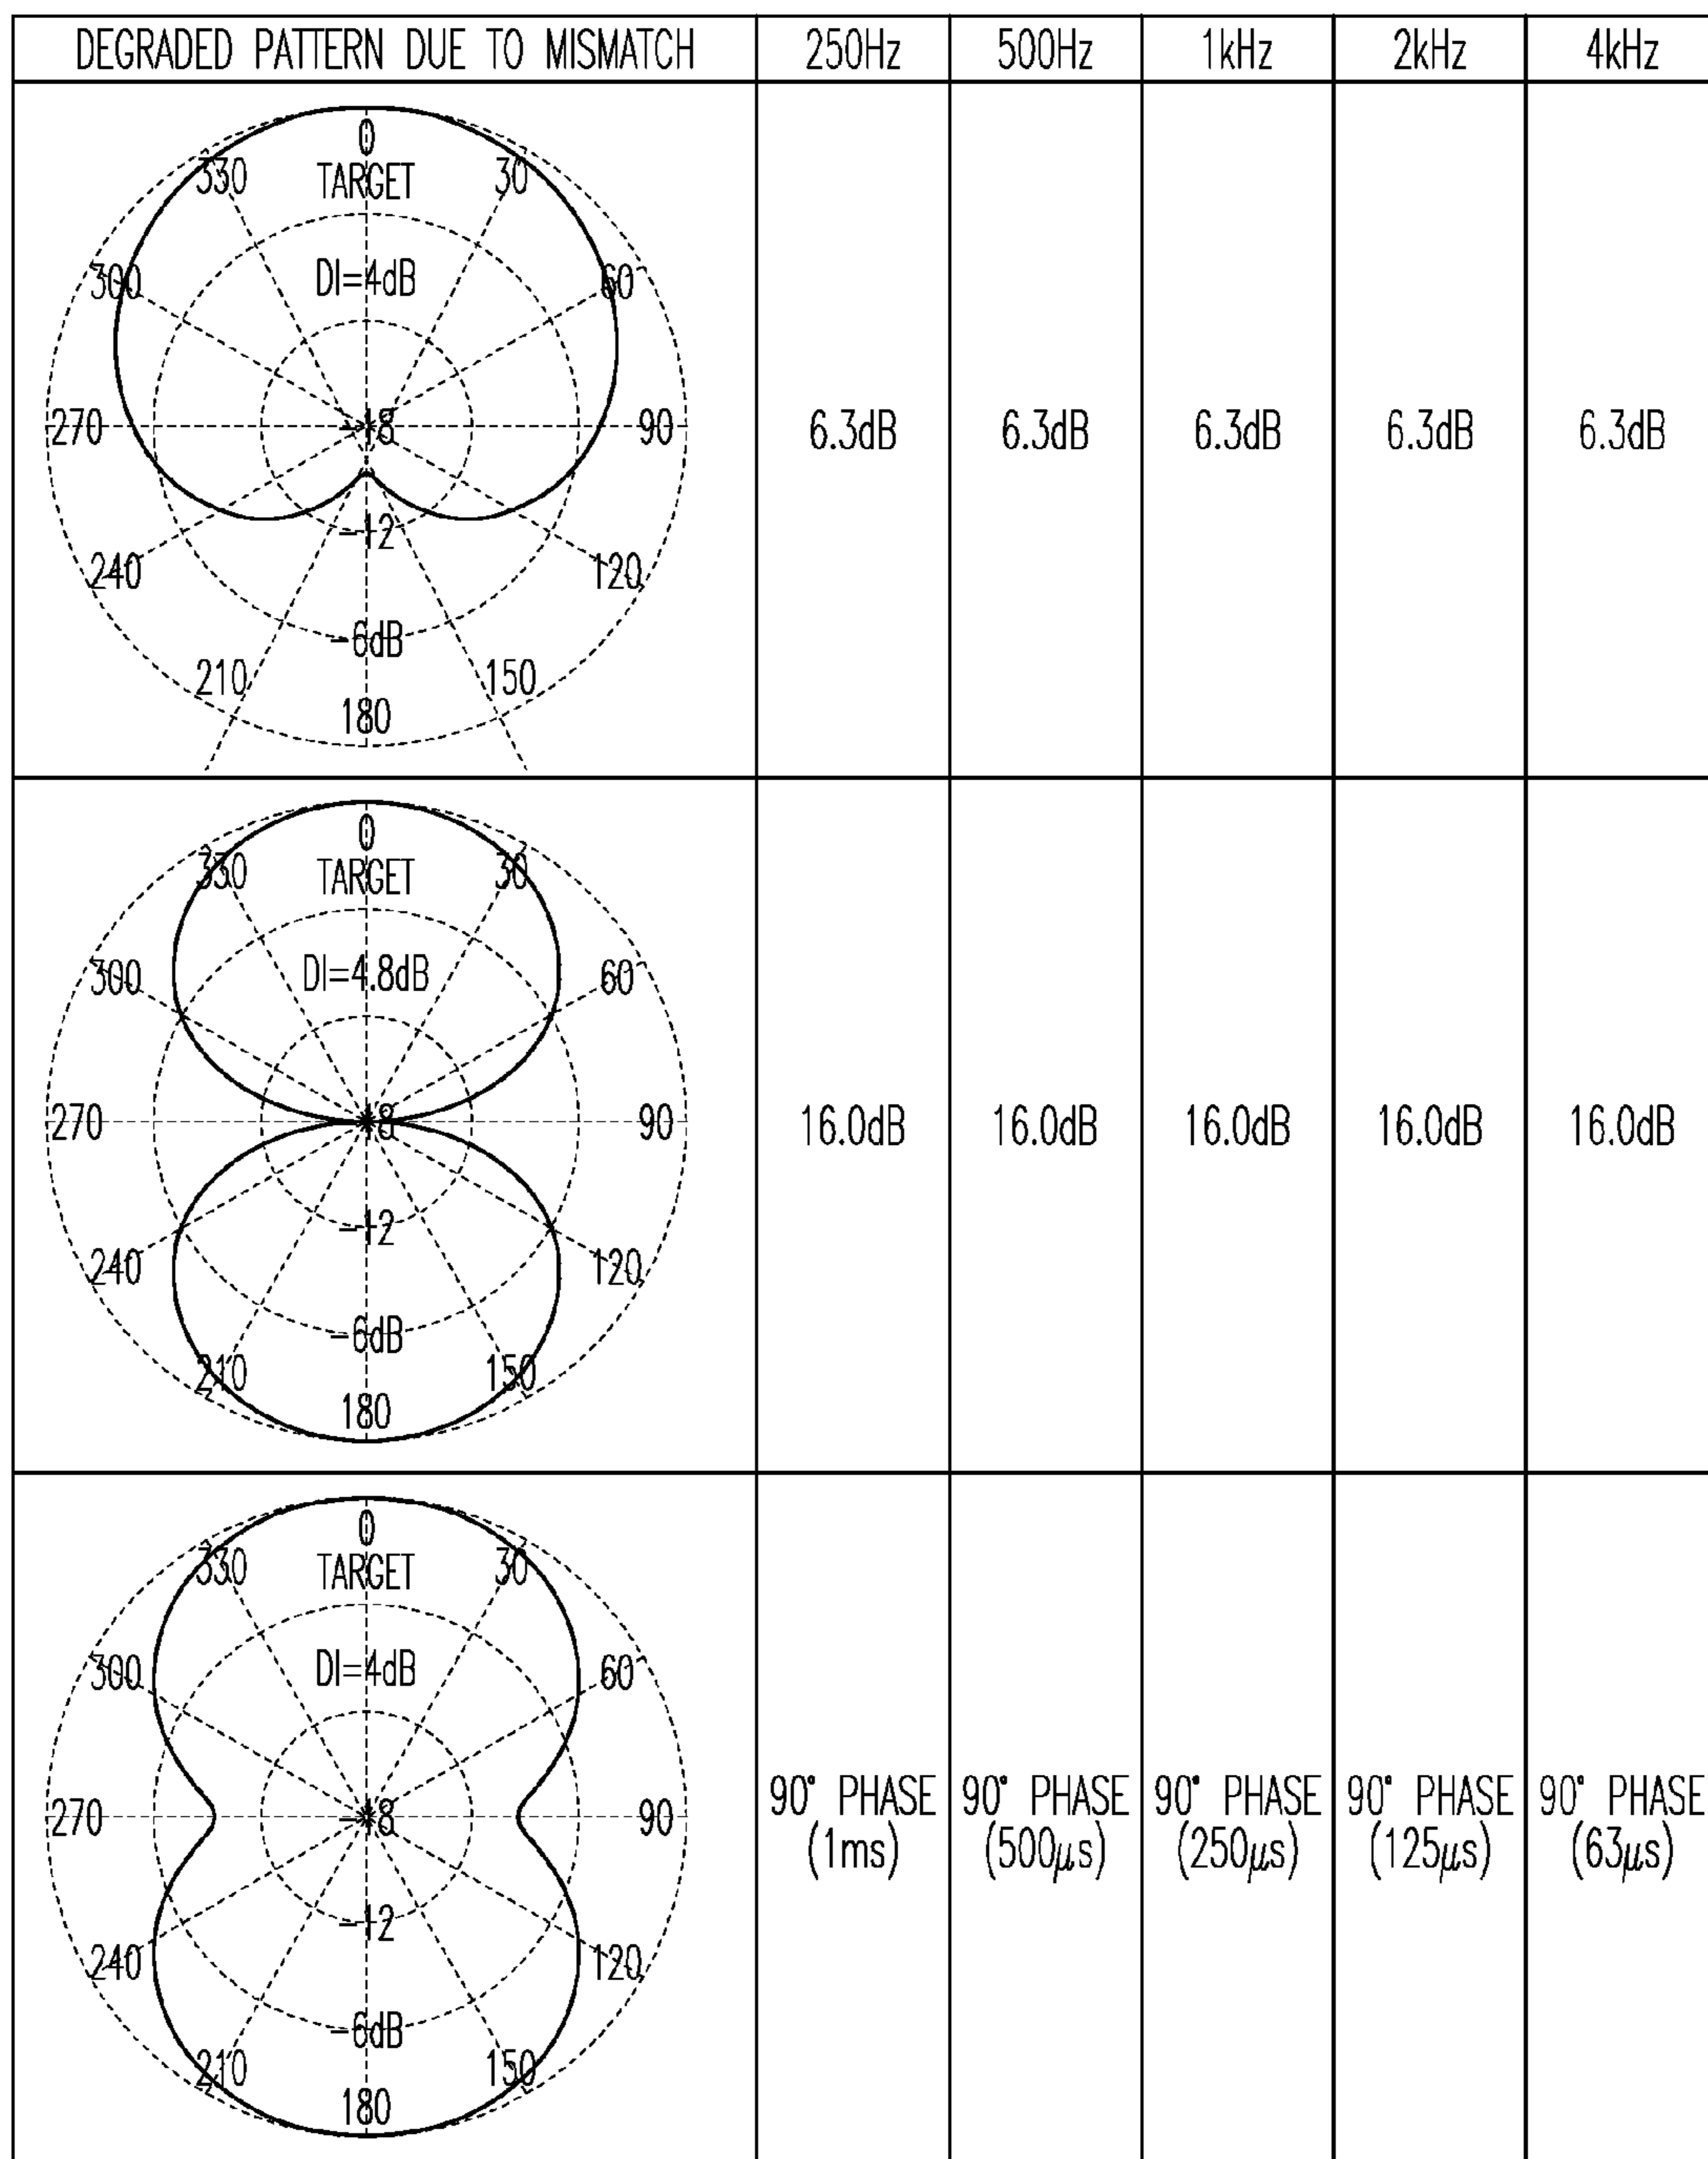 DEGRADED PATTERN DUE TO MISMATCH 250Hz 500Hz 1kHz 2kHz 4kHz
0
330 TARGET 30
300 DI=4dB 60
270 -18 90 6.3dB 6.3dB 6.3dB 6.3dB 6.3dB
-12
240 120
-6dB
210 150
180
0
330 TARGET 30
300 DI=4.8dB 60
270 18 90 16.0dB 16.0dB 16.0dB 16.0dB 16.0dB
-12
240 120
-6dB
210 150
180
0
330 TARGET 30
300 DI=4dB 60
270 -18 90 90° PHASE 90° PHASE 90° PHASE 90° PHASE 90° PHASE
(1ms) (500μs) (250μs) (125μs) (63μs)
-12
240 120
-6dB
210 150
180